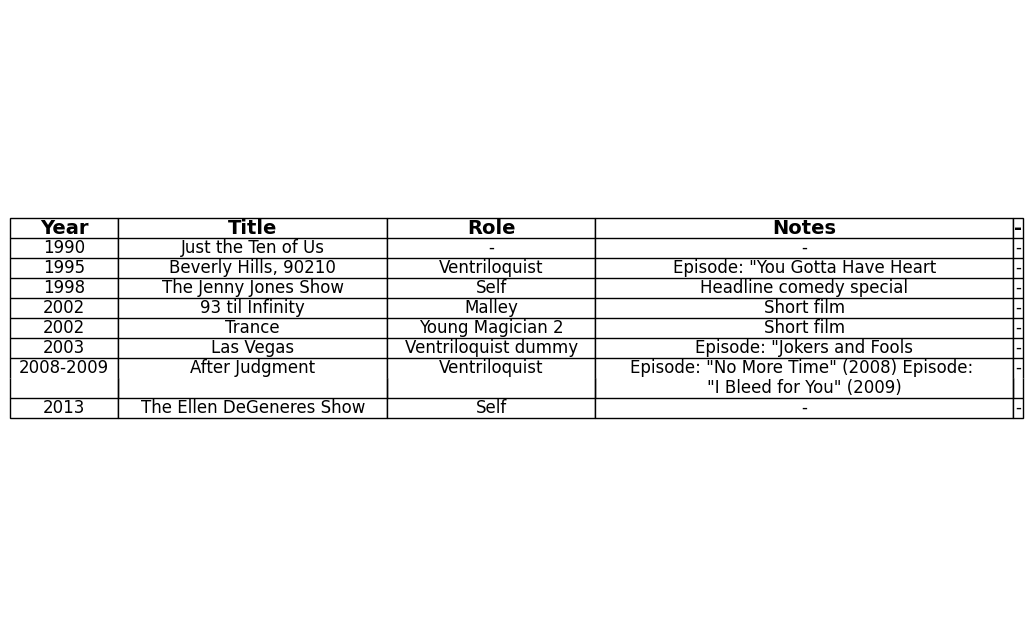 Year Title Role Notes -
1990 Just the Ten of Us - - -
1995 Beverly Hills, 90210 Ventriloquist Episode: "You Gotta Have Heart -
1998 The Jenny Jones Show Self Headline comedy special -
2002 93 til Infinity Malley Short film -
2002 Trance Young Magician 2 Short film -
2003 Las Vegas Ventriloquist dummy Episode: "Jokers and Fools -
2008-2009 After Judgment Ventriloquist Episode: "No More Time" (2008) Episode: -
"I Bleed for You" (2009)
2013 The Ellen DeGeneres Show Self - -